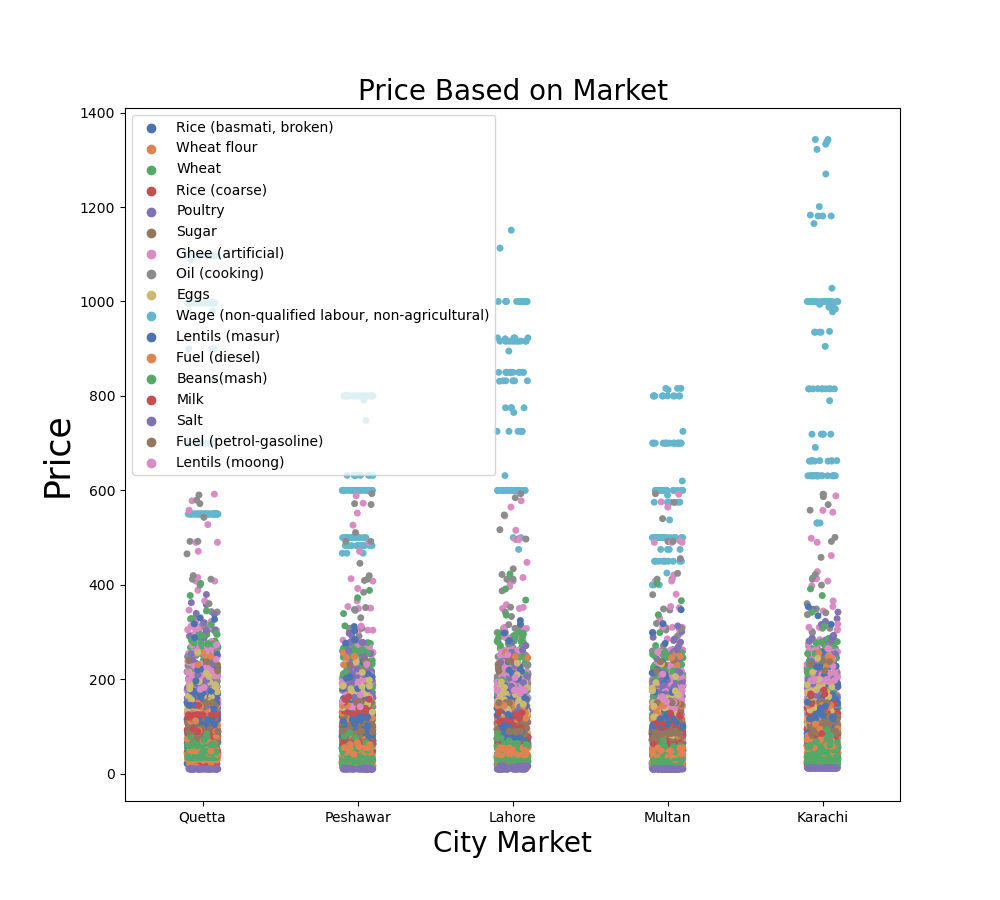 Price Based on Market
1400
1200
1000
800
600
400
200
0
Price
Rice (basmati, broken)
Wheat flour
Wheat
Rice (coarse)
Poultry
Sugar
Ghee (artificial)
Oil (cooking)
Eggs
Wage (non-qualified labour, non-agricultural)
Lentils (masur)
Fuel (diesel)
Beans(mash)
Milk
Salt
Fuel (petrol-gasoline)
Lentils (moong)
Quetta Peshawar Lahore Multan Karachi
City Market